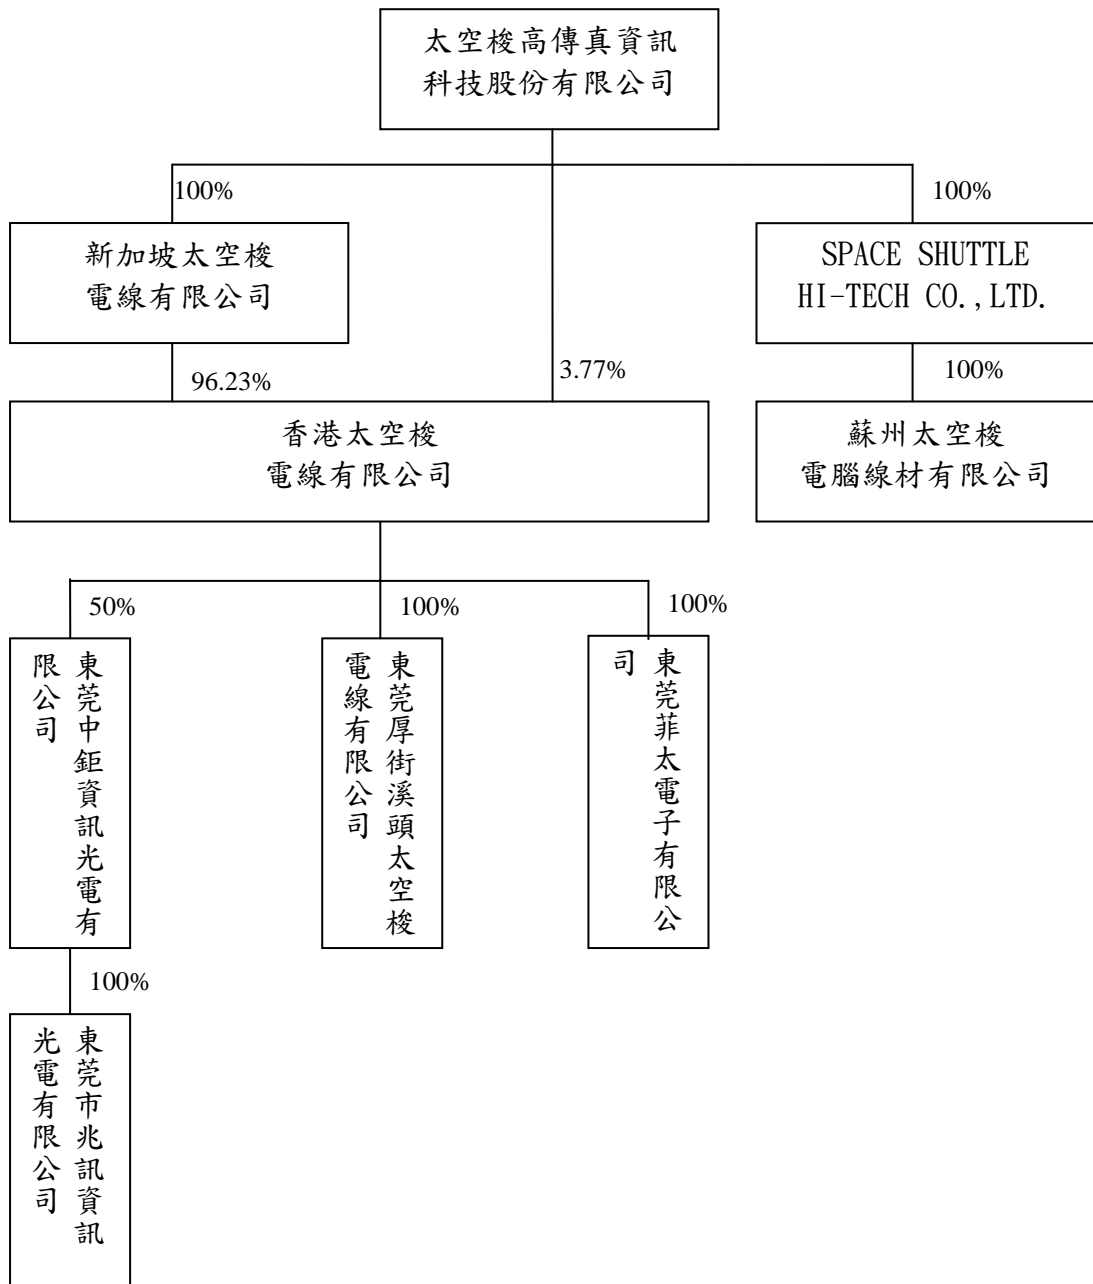 太空梭高傳真資訊
科技股份有限公司
100%
100%
新加坡太空梭
電線有限公司
SPACE SHUTTLE
HI-TECH CO.,LTD.
96.23%
3.77%
100%
香港太空梭
電線有限公司
蘇州太空梭
電腦線材有限公司
50%
100%
100%
東莞中鉅資訊光電有
限公司
東莞厚街溪頭太空梭
電線有限公司
東莞菲太電子有限公
司
100%
東莞市兆訊資訊
光電有限公司